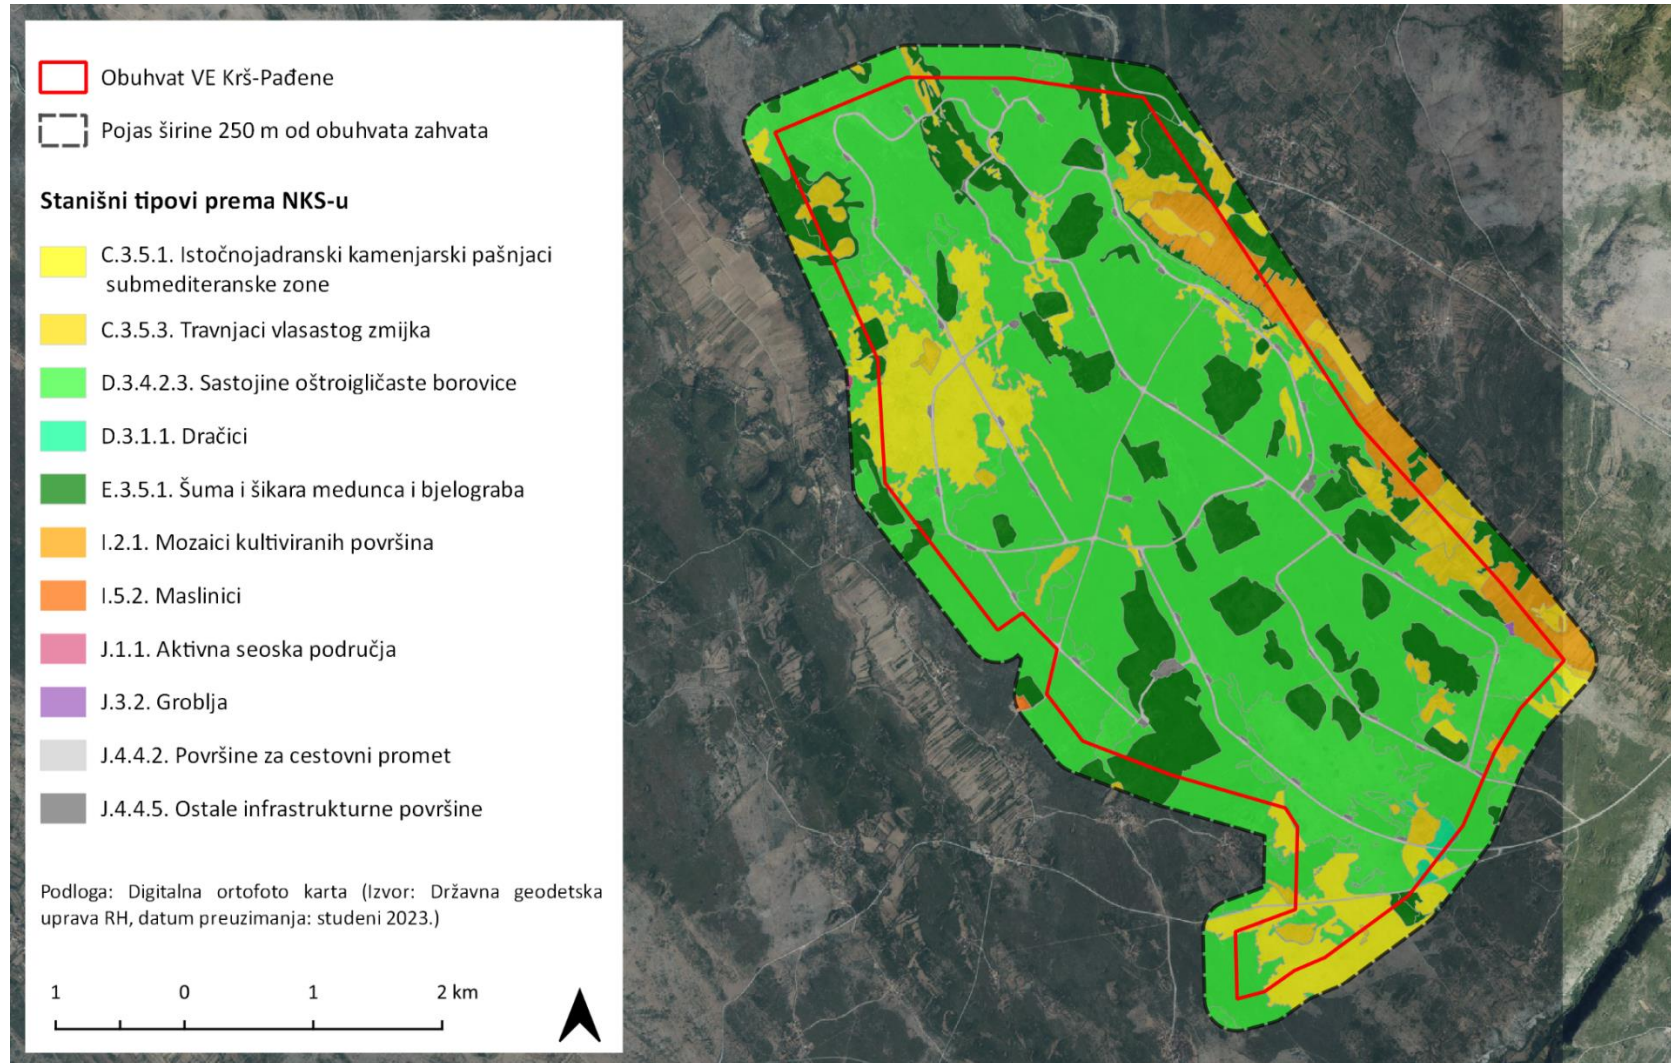 Obuhvat VE Krš-Pađene
Pojas širine 250 m od obuhvata zahvata
Stanišni tipovi prema NKS-u
C.3.5.1. Istočnojadranski kamenjarski pašnjaci
submediteranske zone
C.3.5.3. Travnjaci vlasastog zmijka
D.3.4.2.3. Sastojine oštroigličaste borovice
D.3.1.1. Dračici
E.3.5.1. Šuma i šikara medunca i bjelograba
I.2.1. Mozaici kultiviranih površina
I.5.2. Maslinici
J.1.1. Aktivna seoska područja
J.3.2. Groblja
J.4.4.2. Površine za cestovni promet
J.4.4.5. Ostale infrastrukturne površine
Podloga: Digitalna ortofoto karta (Izvor: Državna geodetska
uprava RH, datum preuzimanja: studeni 2023.)
1 0 1 2 km